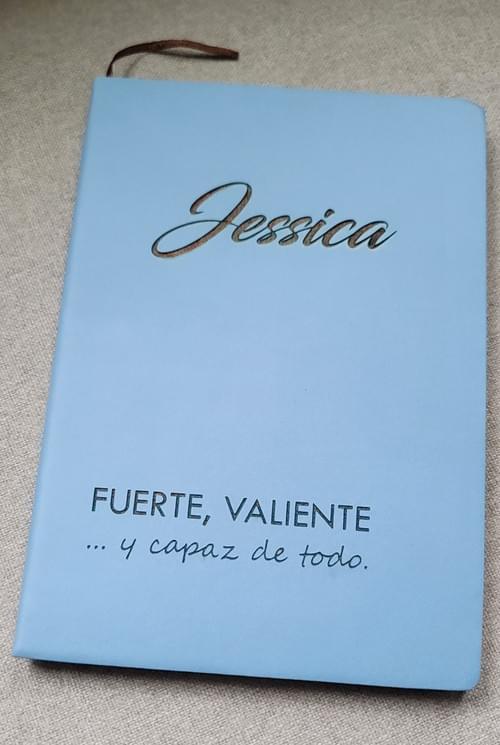 Jessica
FUERTE, VALIENTE
... y capaz de todo.